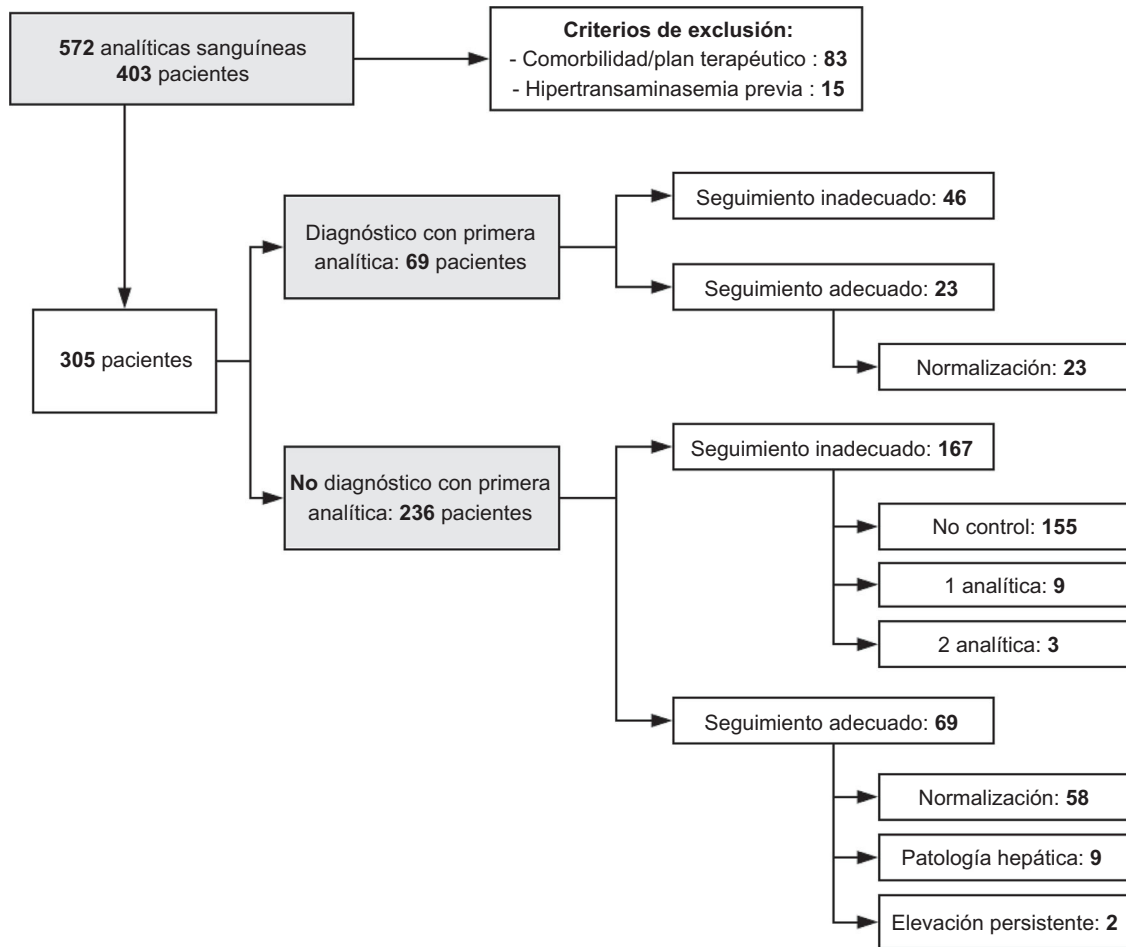 572 analíticas sanguíneas
403 pacientes
Criterios de exclusión:
- Comorbilidad/plan terapéutico : 83
- Hipertransaminasemia previa : 15
Seguimiento inadecuado: 46
Diagnóstico con primera
analítica: 69 pacientes
Seguimiento adecuado: 23
305 pacientes
Normalización: 23
Seguimiento inadecuado: 167
No diagnóstico con primera
analítica: 236 pacientes
No control: 155
1 analítica: 9
2 analítica: 3
Seguimiento adecuado: 69
Normalización: 58
Patología hepática: 9
Elevación persistente: 2